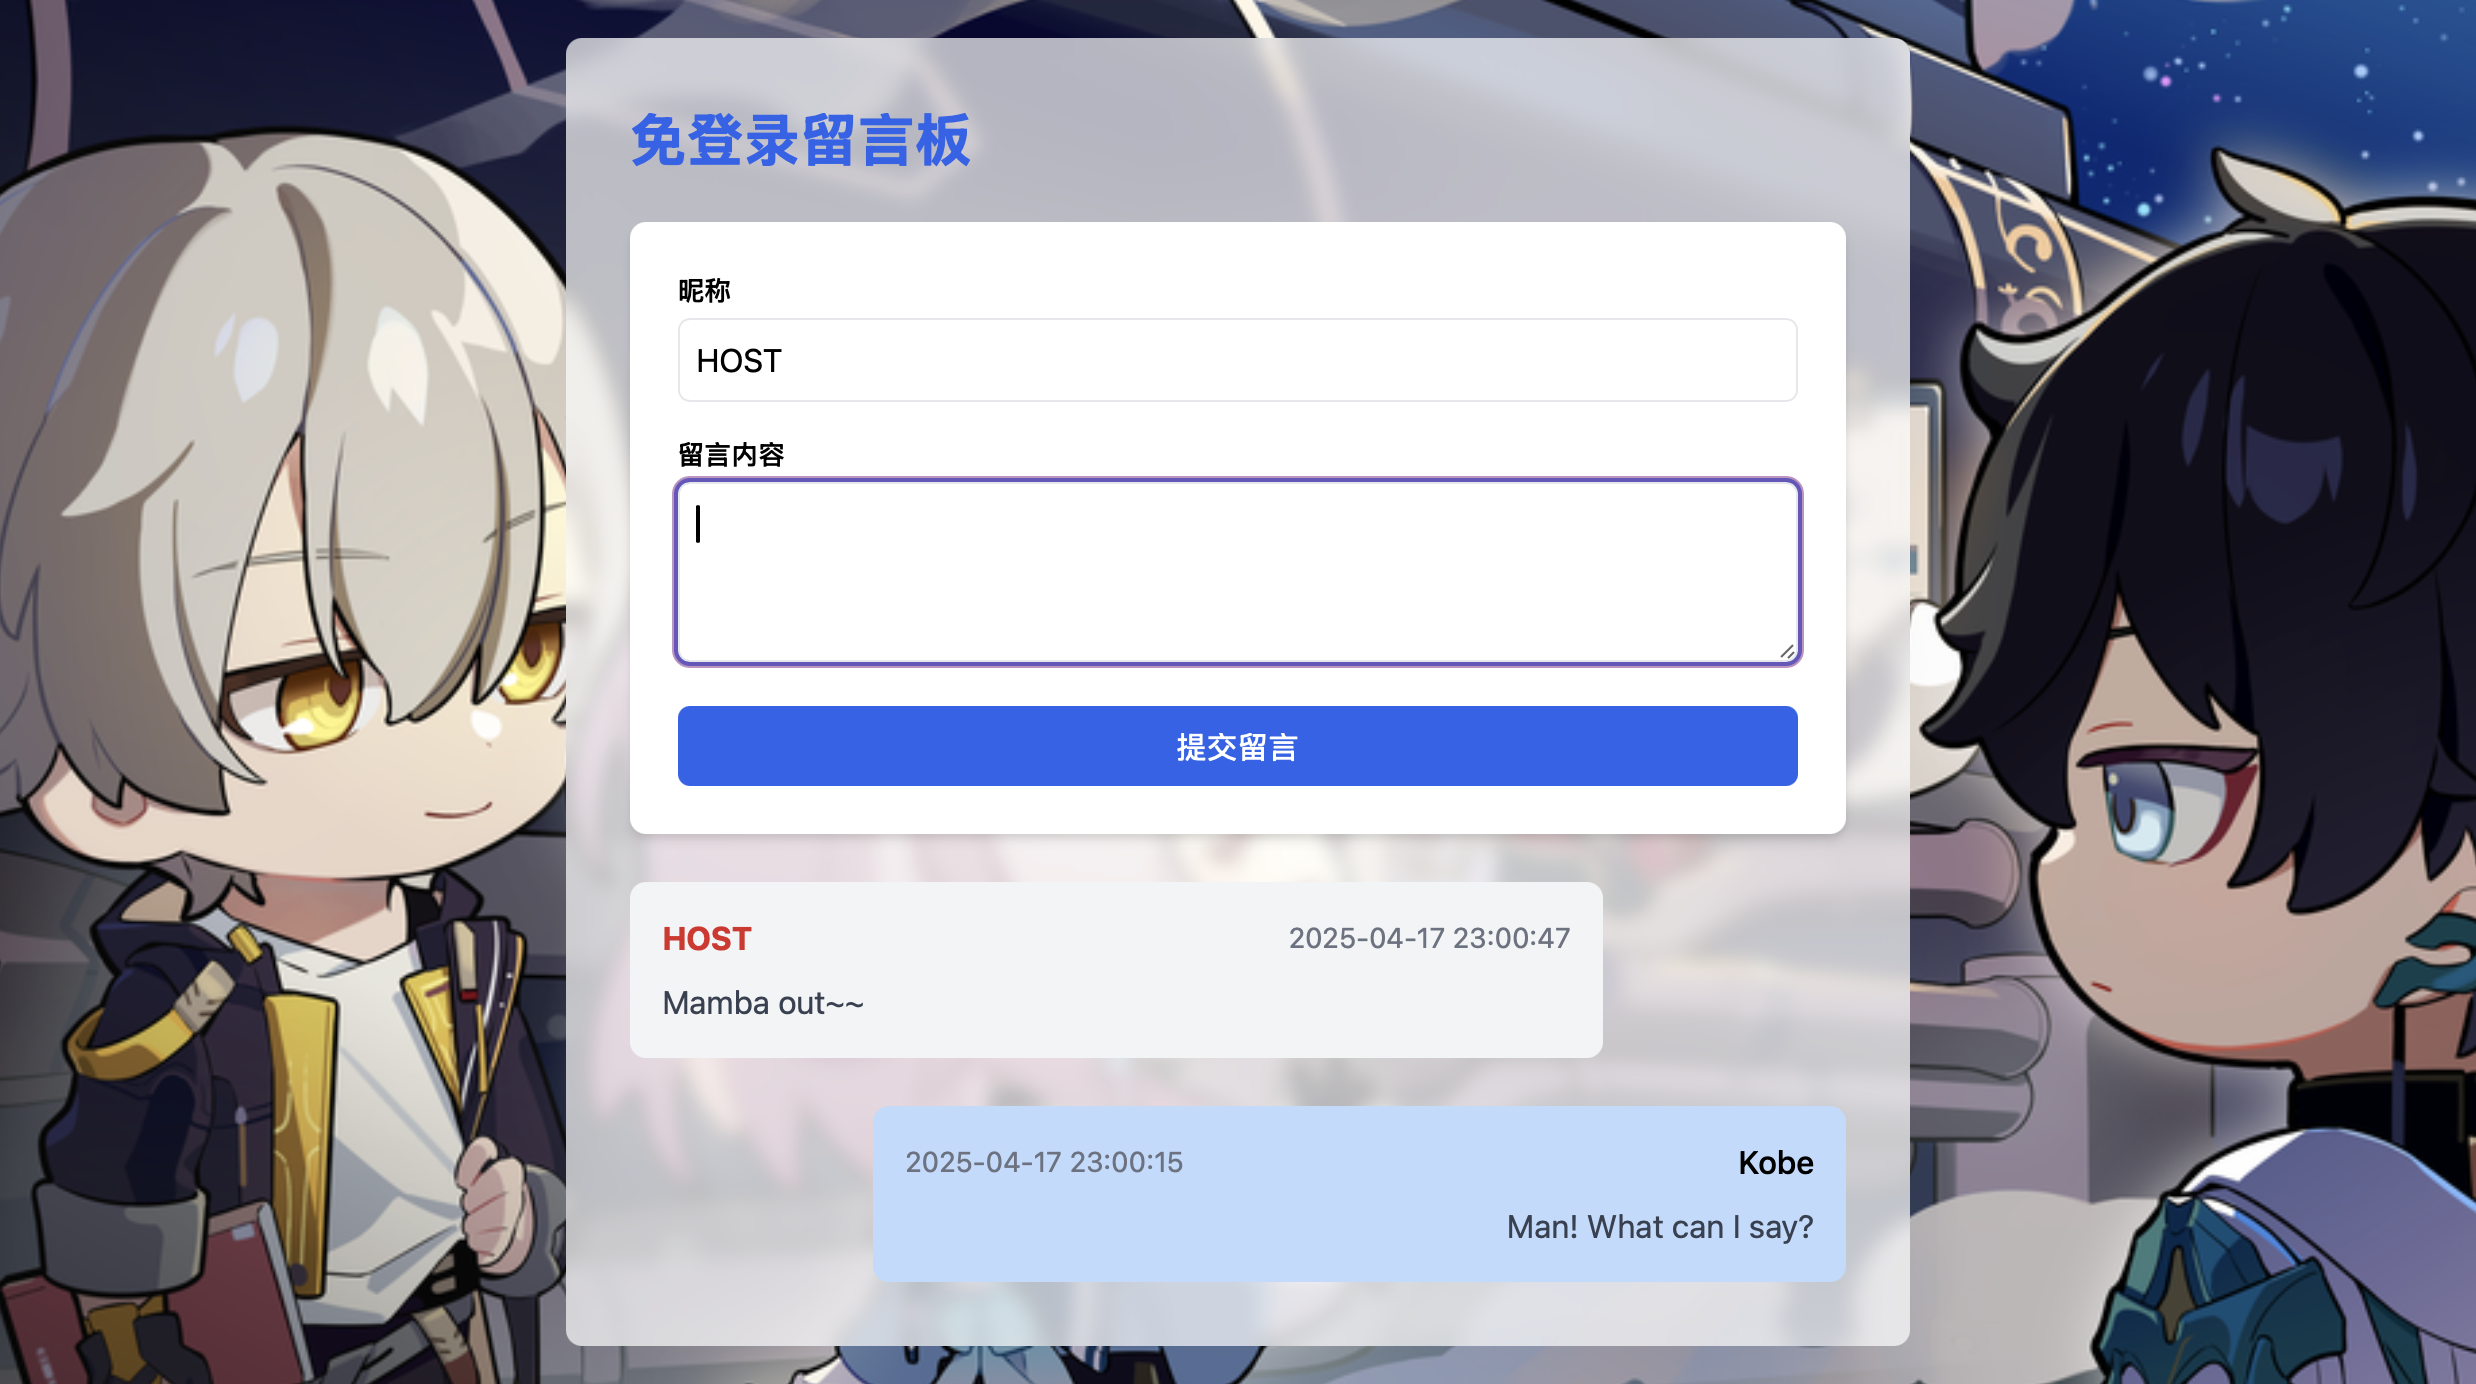 免登录留言板
昵称
HOST
留言内容
提交留言
HOST 2025-04-17 23:00:47
Mamba out~~
2025-04-17 23:00:15 Kobe
Man! What can I say?